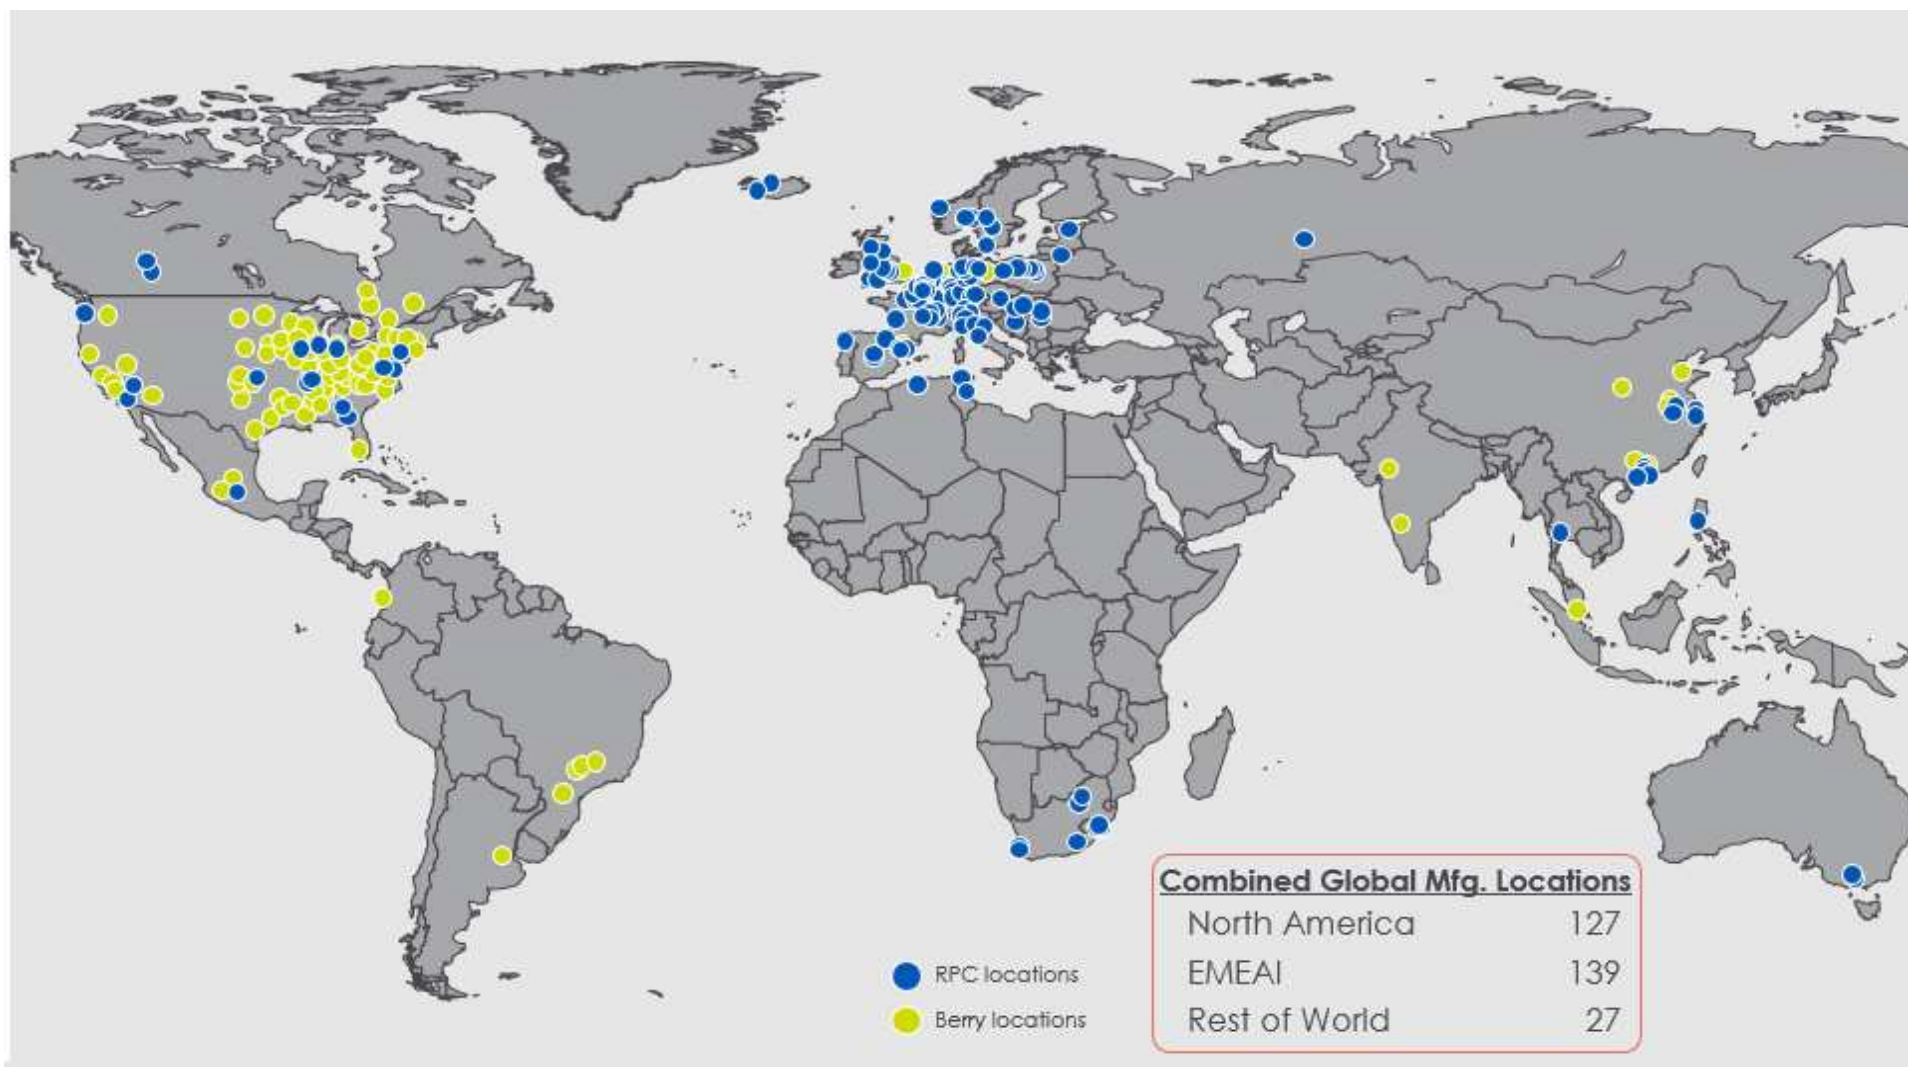 Combined Global Mfg. Locations
North America 127
EMEAI 139
Rest of World 27
RPC locations
Berry locations